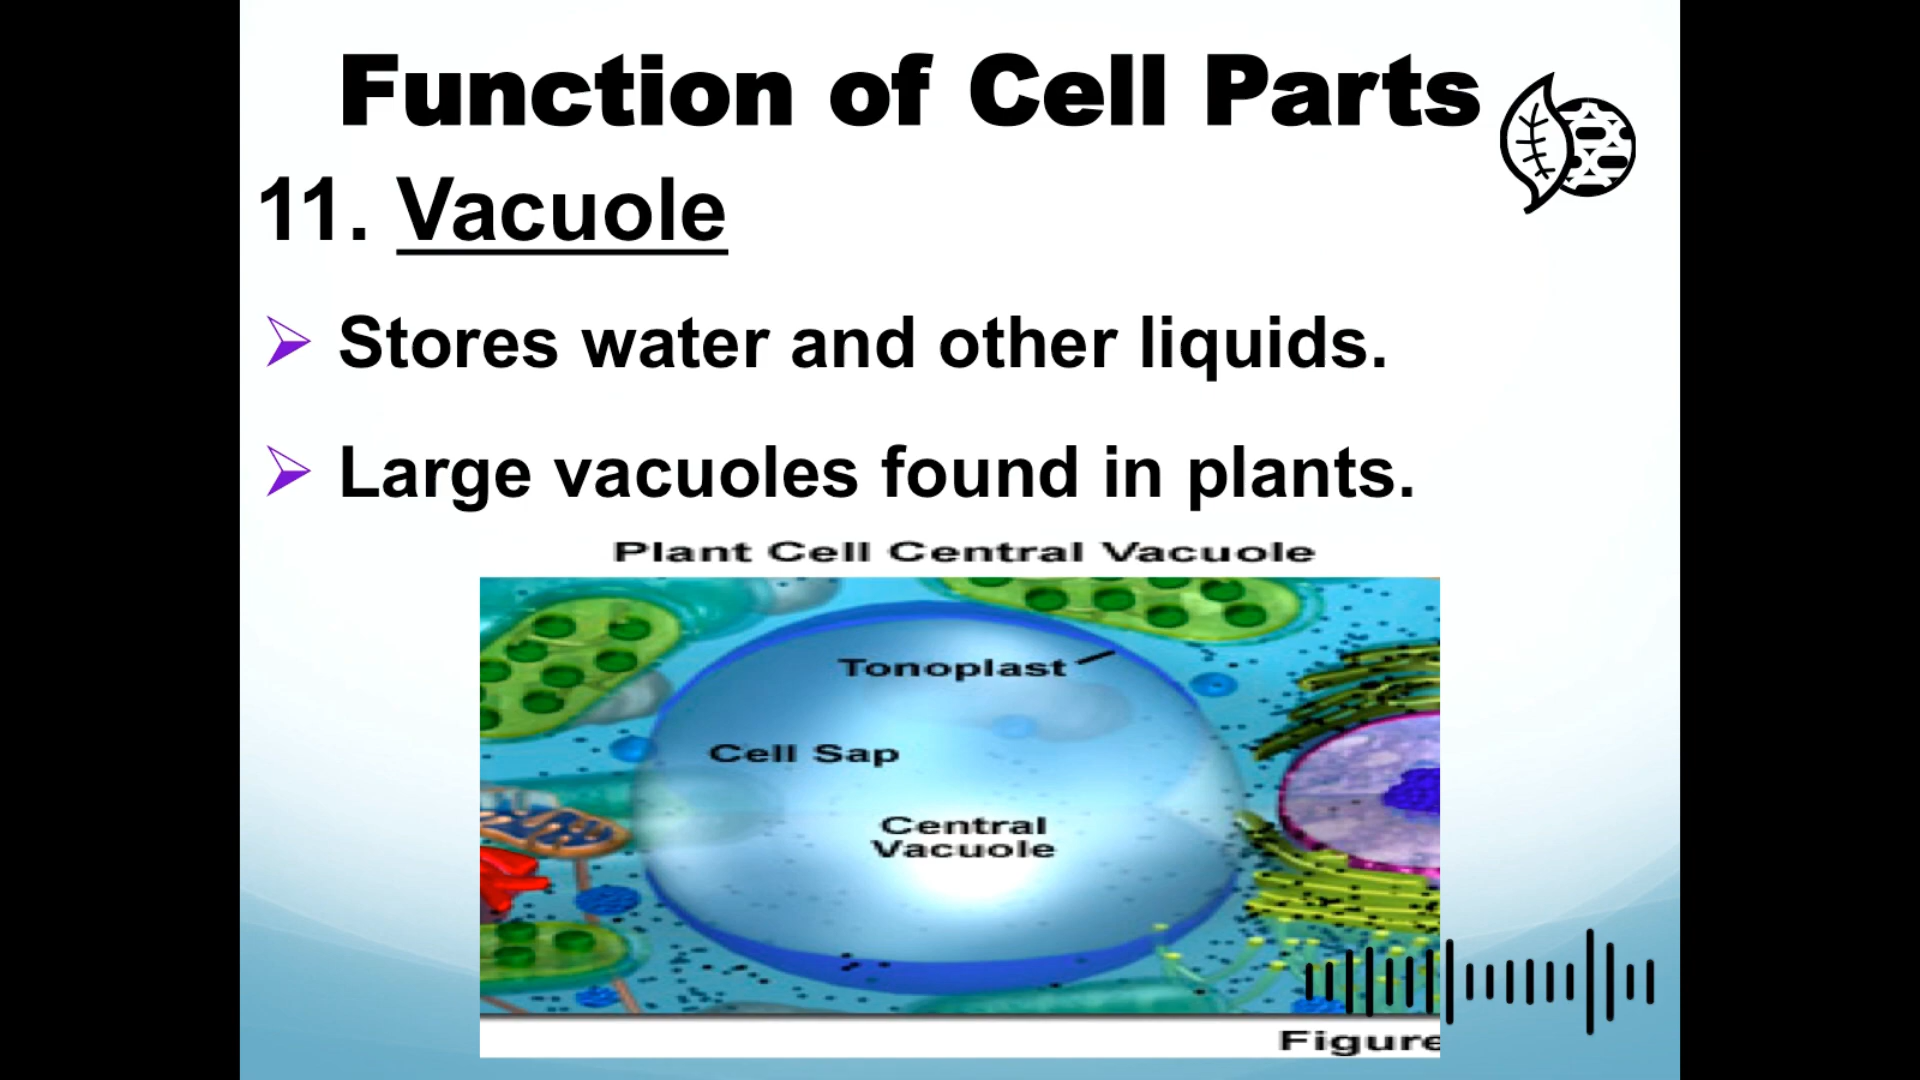 Function of Cell Parts
11. Vacuole
Stores water and other liquids.
Large vacuoles found in plants.
Plant Cell Central Vacuole
Tonoplast
Cell Sap
Central
Vacuole
Figure